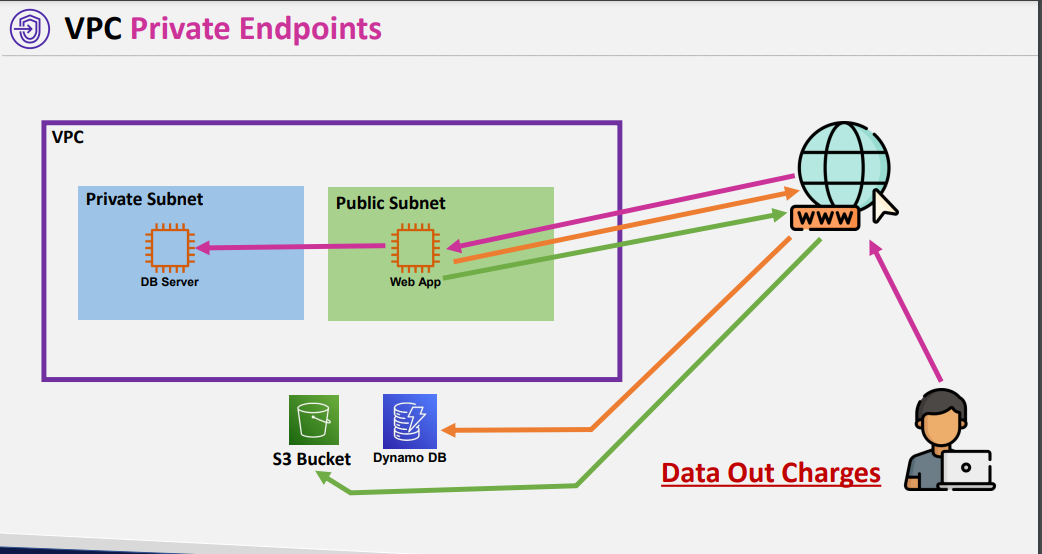 VPC Private Endpoints
VPC
Private Subnet
Public Subnet
DB Server
Web App
WWW
S3 Bucket
Dynamo DB
Data Out Charges